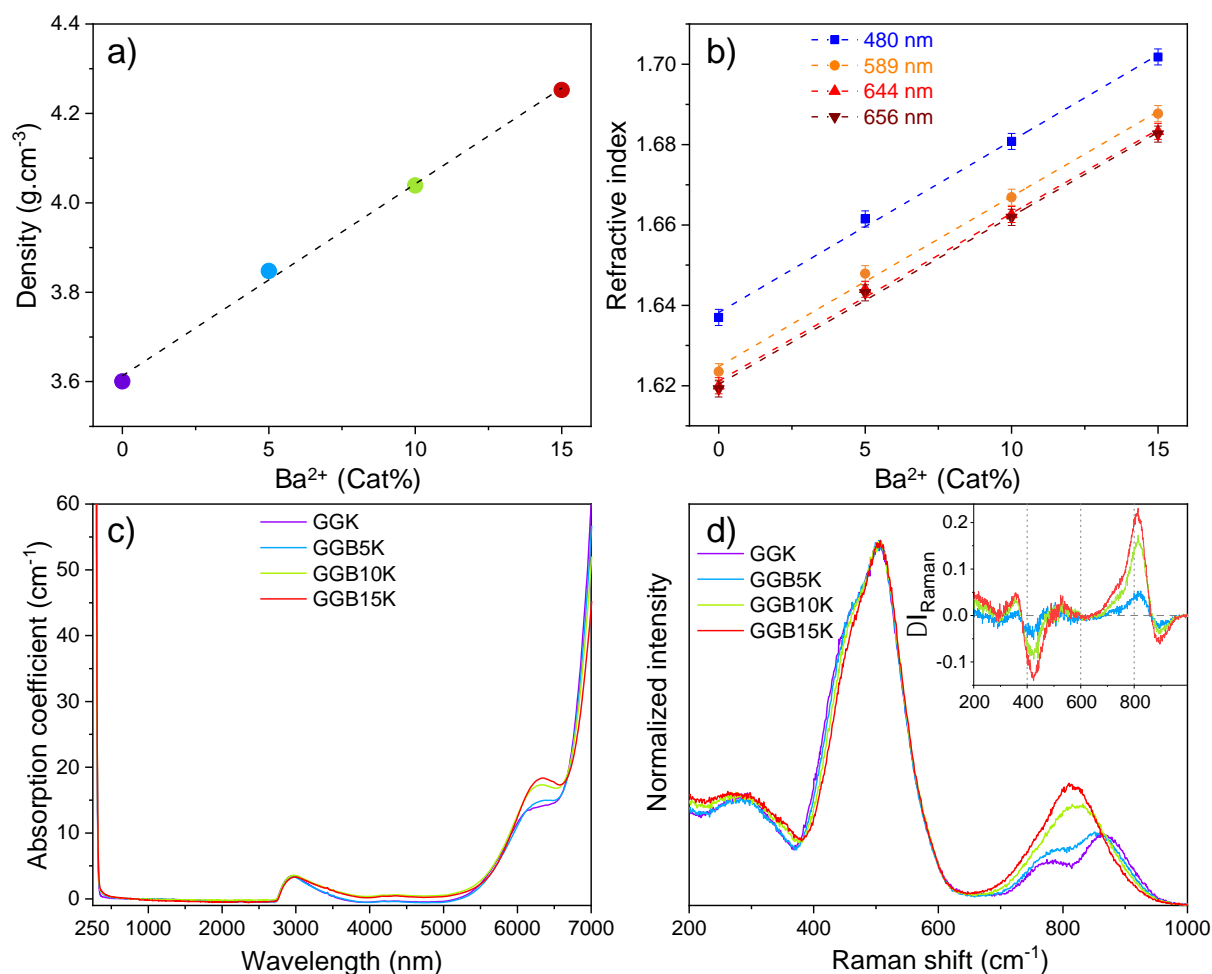 a)
4.4
4.2
4.0
3.8
3.6
Density (g.cm-3)
0 5 10 15
Ba2+ (Cat%)
b)
480 nm
589 nm
644 nm
656 nm
1.70
1.68
1.66
1.64
1.62
Refractive index
0 5 10 15
Ba2+ (Cat%)
c)
GGK
GGB5K
GGB10K
GGB15K
60
50
40
30
20
10
0
Absorption coefficient (cm-1)
250 1000 2000 3000 4000 5000 6000 7000
Wavelength (nm)
d)
GGK
GGB5K
GGB10K
GGB15K
0.2
0.1
0.0
-0.1
DIRaman
200 400 600 800
Normalized intensity
200 400 600 800 1000
Raman shift (cm-1)